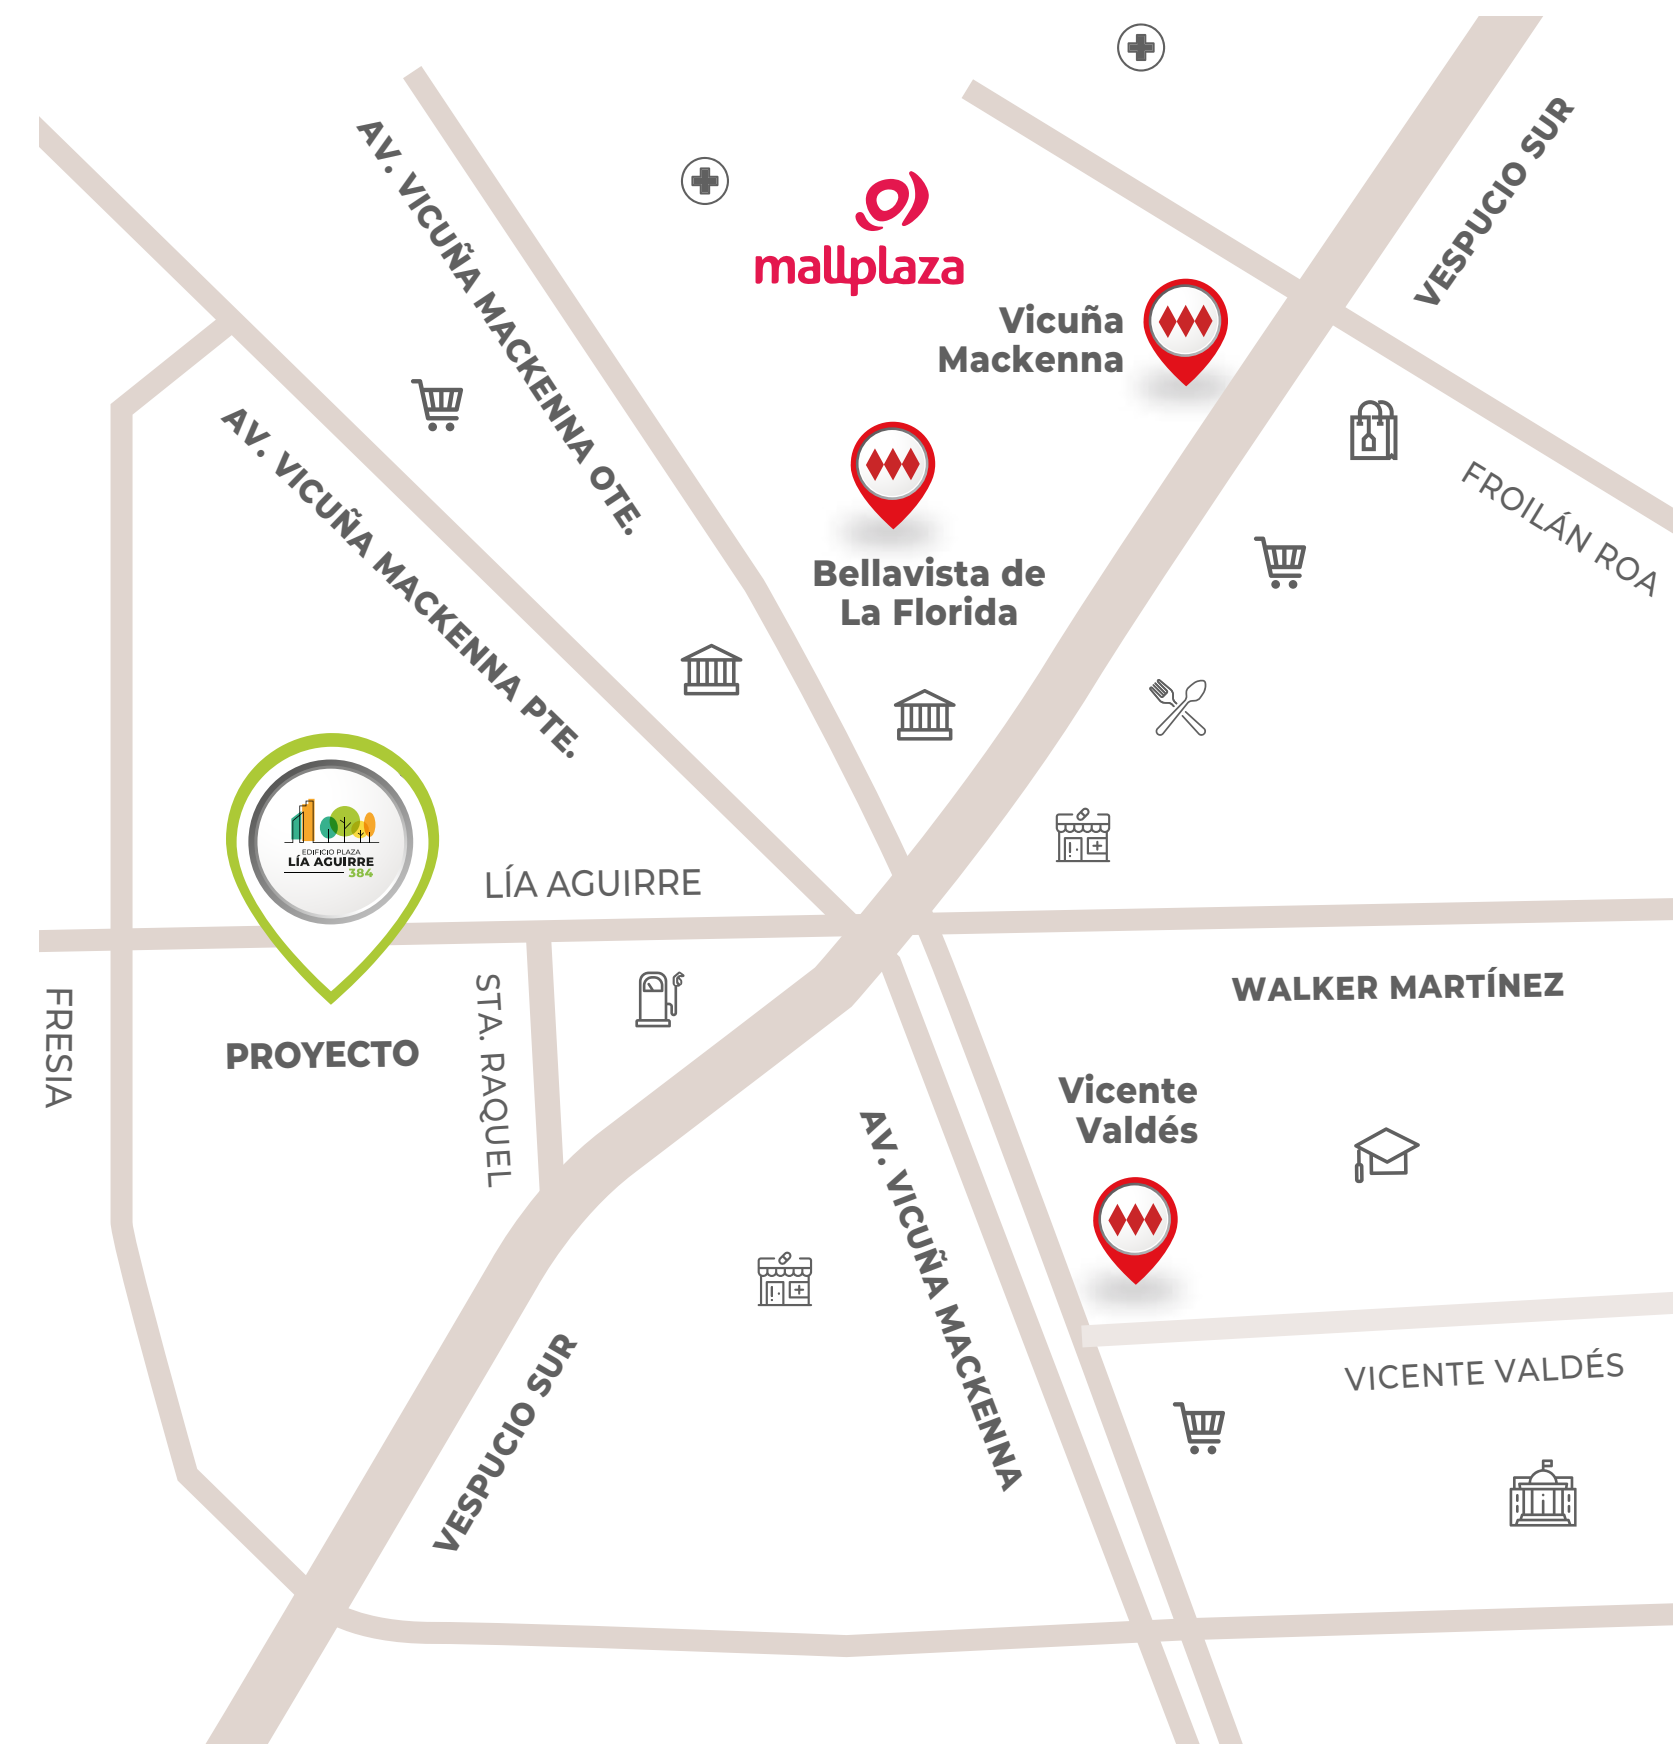 VESPUCIO SUR
AV. VICUÑA MACKENNA OTE.
mallplaza
Vicuña
Mackenna
AV. VICUÑA MACKENNA PTE.
FROILÁN ROA
Bellavista de
La Florida
EDIFICIO PLAZA
LÍA AGUIRRE
384
LÍA AGUIRRE
FRESIA
PROYECTO
STA. RAQUEL
WALKER MARTÍNEZ
Vicente
Valdés
AV. VICUÑA MACKENNA
VESPUCIO SUR
VICENTE VALDÉS